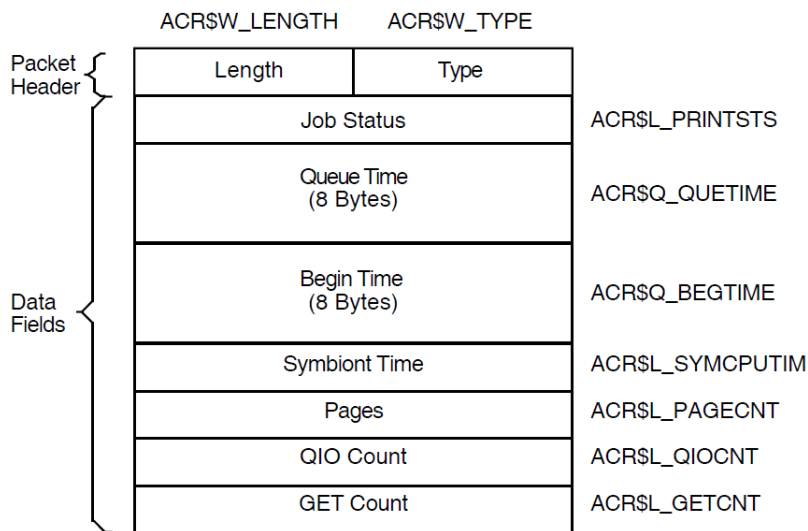 ACR$W_LENGTH ACR$W_TYPE
Packet
Header
Length Type
Job Status ACR$L_PRINTSTS
Queue Time
(8 Bytes)
ACR$Q_QUETIME
Begin Time
(8 Bytes)
ACR$Q_BEGTIME
Data
Fields
Symbiont Time ACR$L_SYMCPUTIM
Pages ACR$L_PAGECNT
QIO Count ACR$L_QIOCNT
GET Count ACR$L_GETCNT